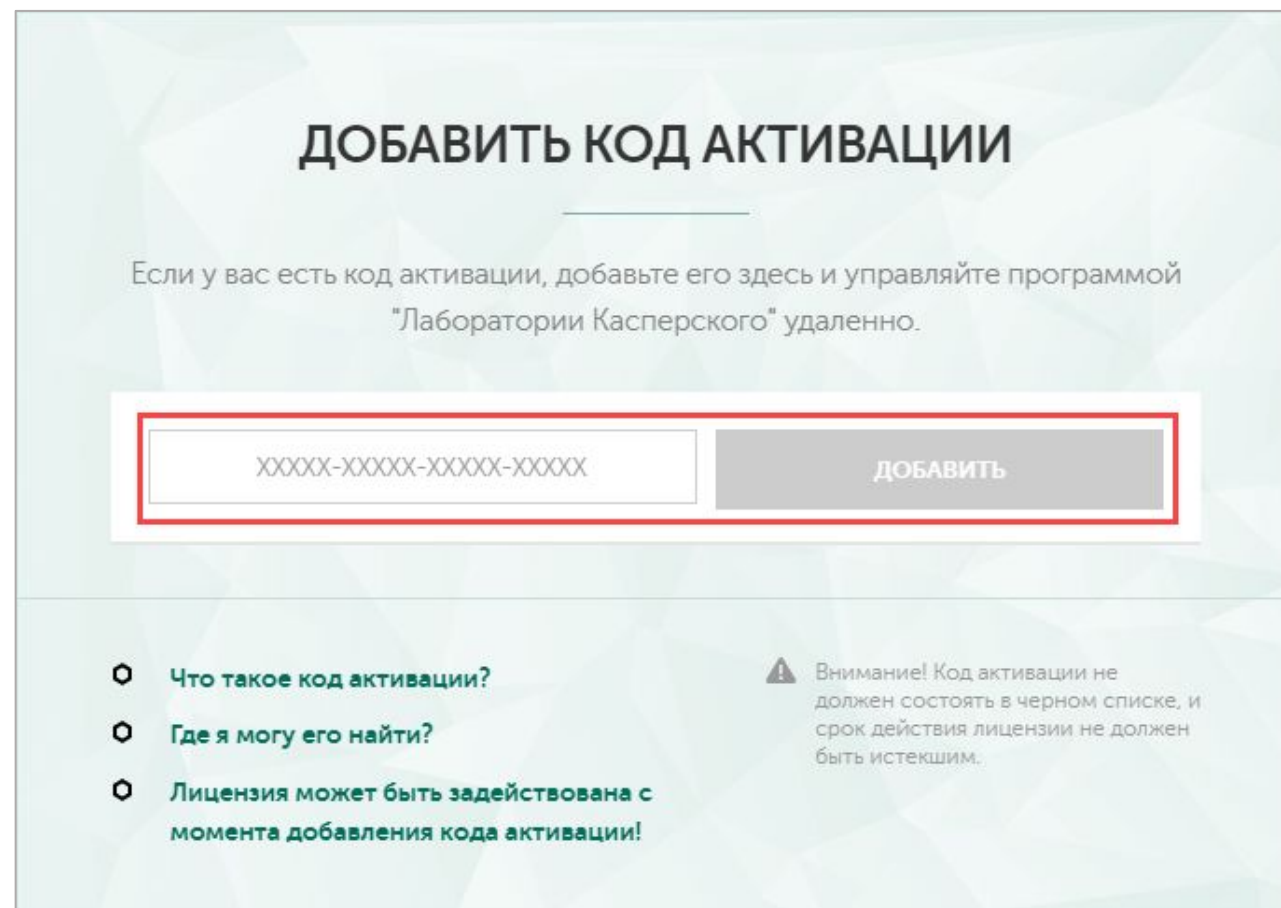 ДОБАВИТЬ КОД АКТИВАЦИИ
Если у вас есть код активации, добавьте его здесь и управляйте программой
"Лаборатории Касперского" удаленно.
XXXXX-XXXXX-XXXXX-XXXXX
ДОБАВИТЬ
Что такое код активации?
Где я могу его найти?
Лицензия может быть задействована с
момента добавления кода активации!
Внимание! Код активации не
должен состоять в черном списке, и
срок действия лицензии не должен
быть истекшим.